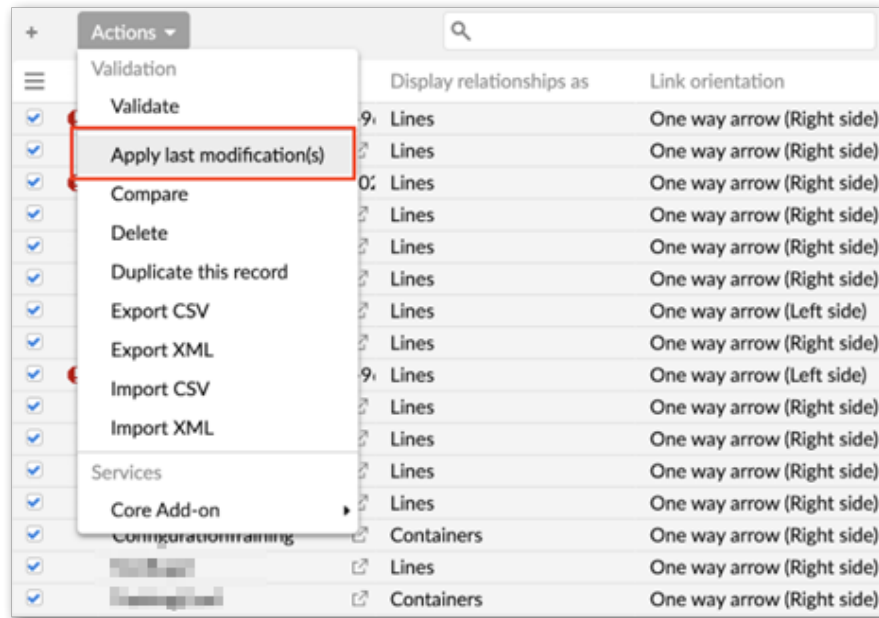 + Actions
Validation
Display relationships as Link orientation
Validate
9 Lines One way arrow (Right side)
Apply last modification(s)
Lines One way arrow (Right side)
02 Lines One way arrow (Right side)
Compare
Lines One way arrow (Right side)
Delete
Lines One way arrow (Right side)
Duplicate this record
Lines One way arrow (Right side)
Export CSV
Lines One way arrow (Left side)
Export XML
Lines One way arrow (Right side)
9 Lines One way arrow (Left side)
Import CSV
Lines One way arrow (Right side)
Import XML
Lines One way arrow (Right side)
Services
Lines One way arrow (Right side)
Core Add-on
Lines One way arrow (Right side)
ConfigurationTraining Containers One way arrow (Right side)
Lines One way arrow (Right side)
Containers One way arrow (Right side)